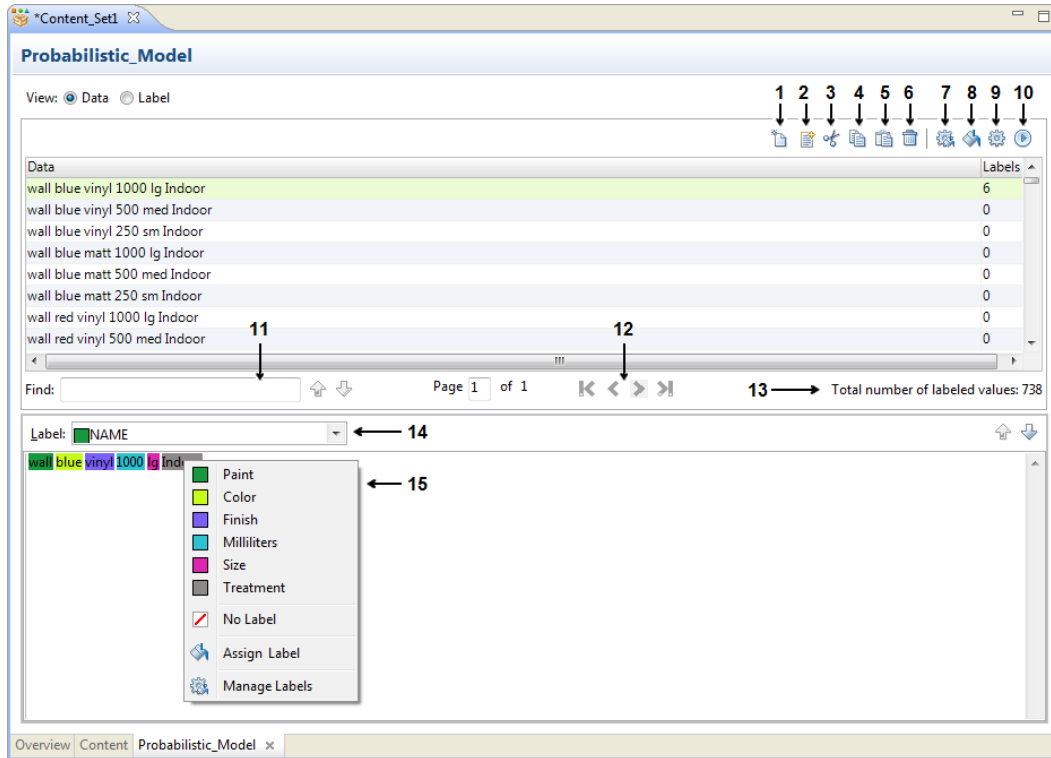 *Content_Set1
Probabilistic_Model
View: Data Label
1 2 3 4 5 6 7 8 9 10
Data Labels
wall blue vinyl 1000 lg Indoor 6
wall blue vinyl 500 med Indoor 0
wall blue vinyl 250 sm Indoor 0
wall blue matt 1000 lg Indoor 0
wall blue matt 500 med Indoor 0
wall blue matt 250 sm Indoor 0
wall red vinyl 1000 lg Indoor 0
wall red vinyl 500 med Indoor 0
11 12
Find: Page 1 of 1 13 Total number of labeled values: 738
Label: NAME 14
wall blue vinyl 1000 lg Ind
Paint
15
Color
Finish
Milliliters
Size
Treatment
No Label
Assign Label
Manage Labels
Overview Content Probabilistic_Model